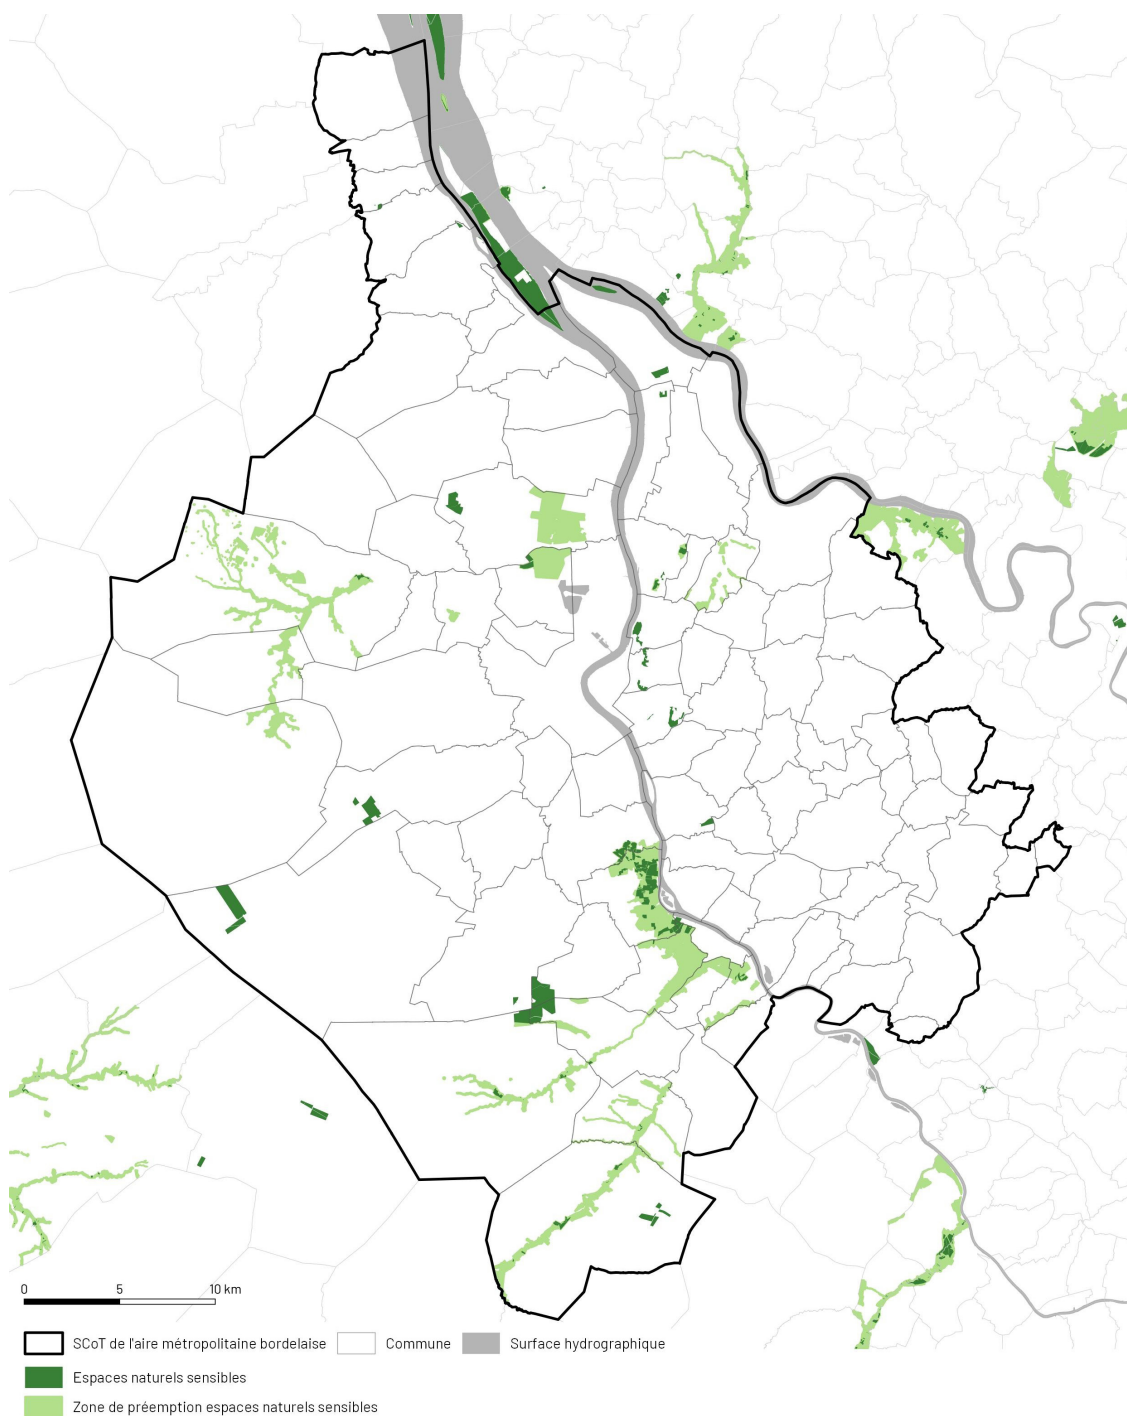 0 5 10 km
SCoT de l'aire métropolitaine bordelaise Commune Surface hydrographique
Espaces naturels sensibles
Zone de préemption espaces naturels sensibles